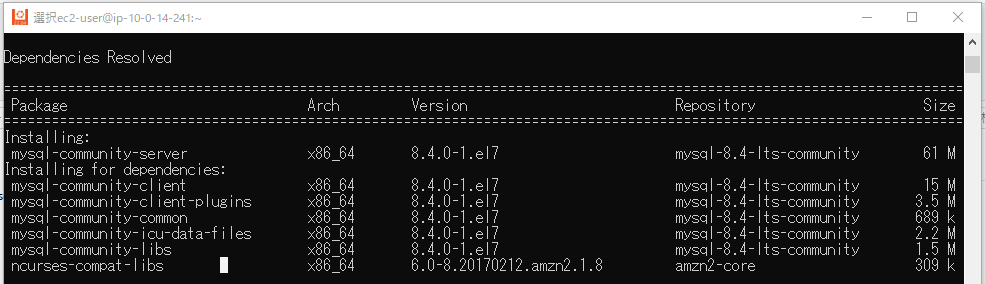 選択ec2-user@ip-10-0-14-241:~
Dependencies Resolved
Package Arch Version Repository Size
Installing:
mysql-community-server x86_64 8.4.0-1.el7 mysql-8.4-lts-community 61 M
Installing for dependencies:
mysql-community-client x86_64 8.4.0-1.el7 mysql-8.4-lts-community 15 M
mysql-community-client-plugins x86_64 8.4.0-1.el7 mysql-8.4-lts-community 3.5 M
mysql-community-common x86_64 8.4.0-1.el7 mysql-8.4-lts-community 689 k
mysql-community-icu-data-files x86_64 8.4.0-1.el7 mysql-8.4-lts-community 2.2 M
mysql-community-libs x86_64 8.4.0-1.el7 mysql-8.4-lts-community 1.5 M
ncurses-compat-libs x86_64 6.0-8.20170212.amzn2.1.8 amzn2-core 309 k